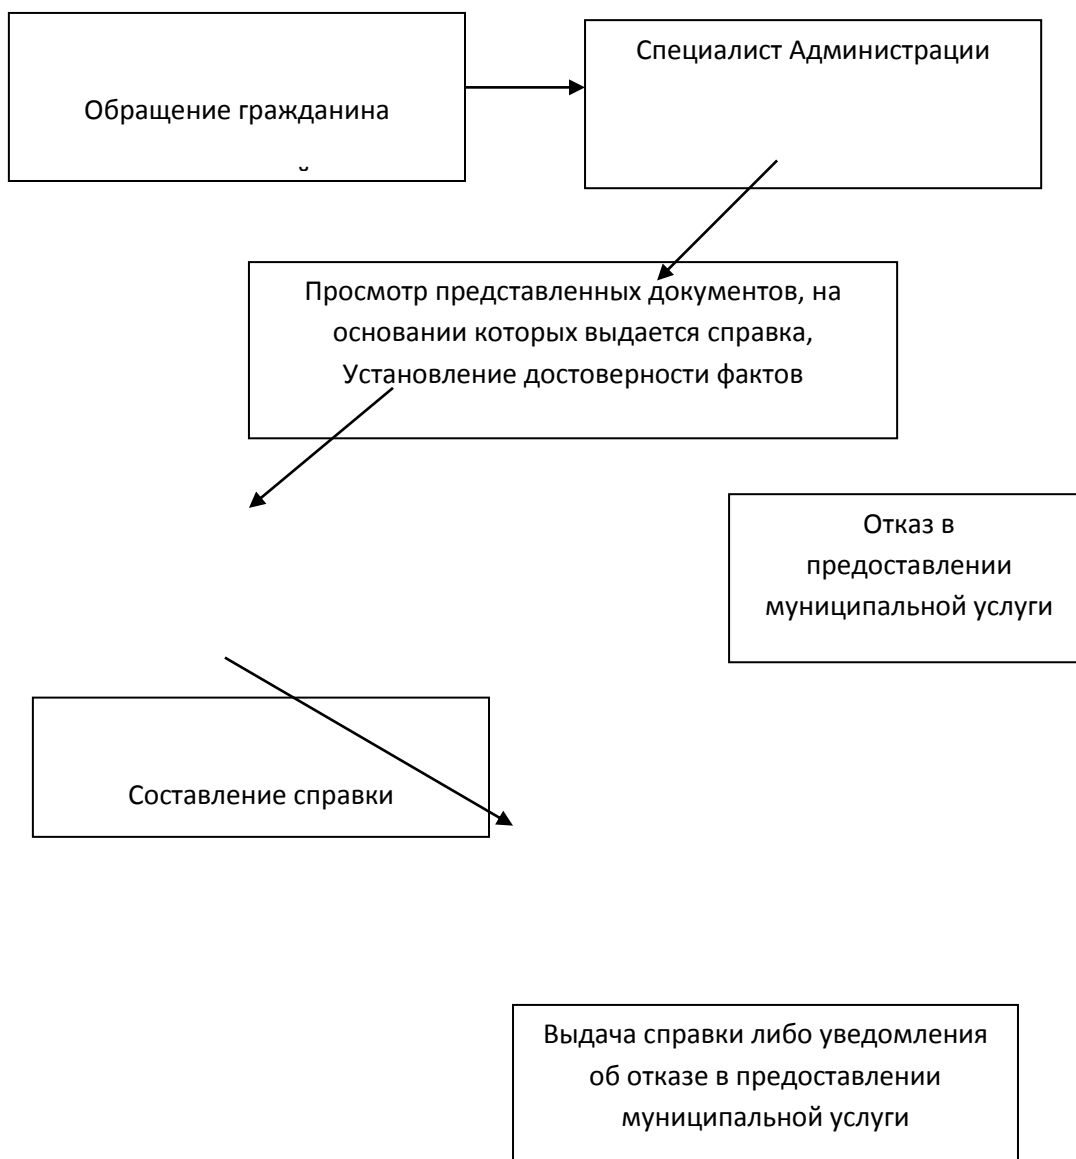 Обращение гражданина
Специалист Администрации
Просмотр представленных документов, на
основании которых выдается справка,
Установление достоверности фактов
Отказ в
предоставлении
муниципальной услуги
Составление справки
Выдача справки либо уведомления
об отказе в предоставлении
муниципальной услуги